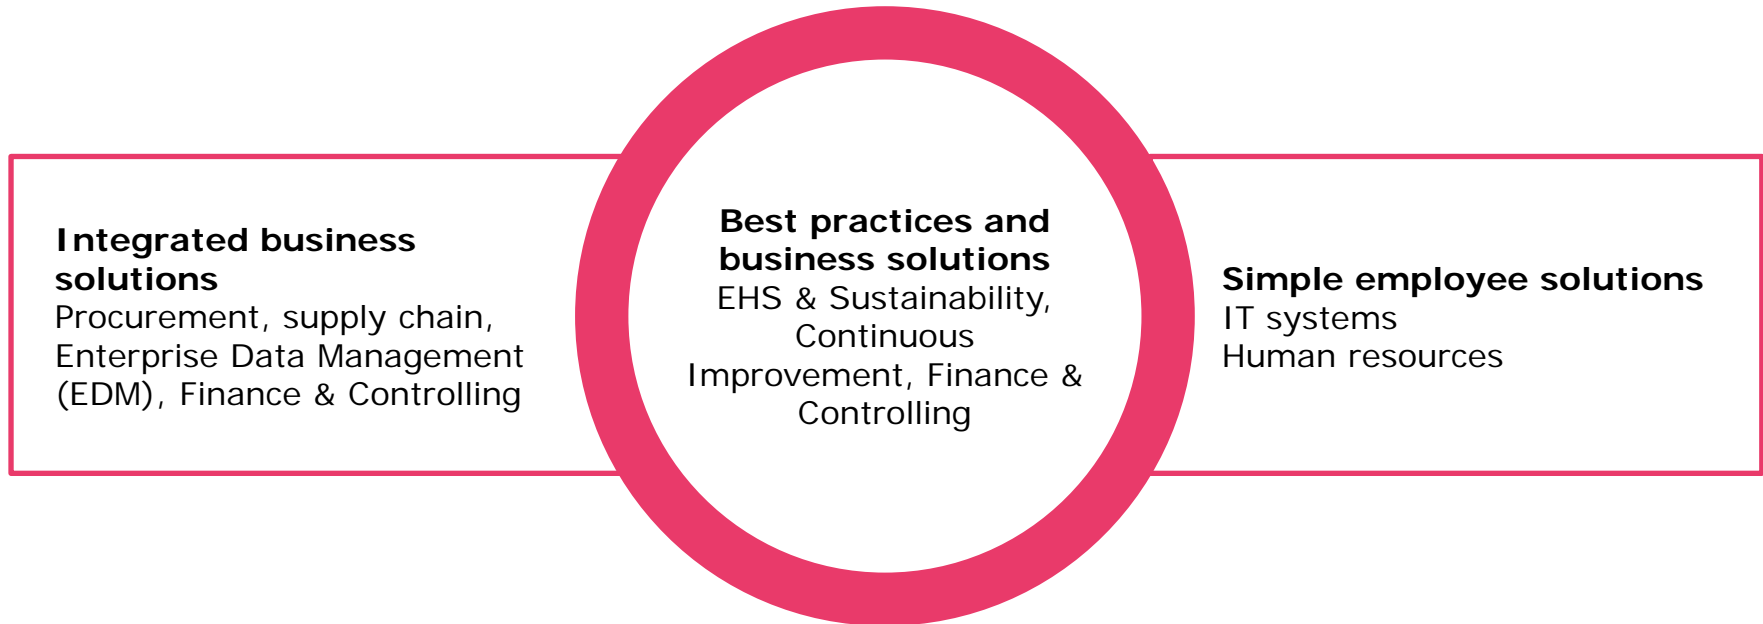 Integrated business
solutions
Procurement, supply chain,
Enterprise Data Management
(EDM), Finance & Controlling
Best practices and
business solutions
EHS & Sustainability,
Continuous
Improvement, Finance &
Controlling
Simple employee solutions
IT systems
Human resources